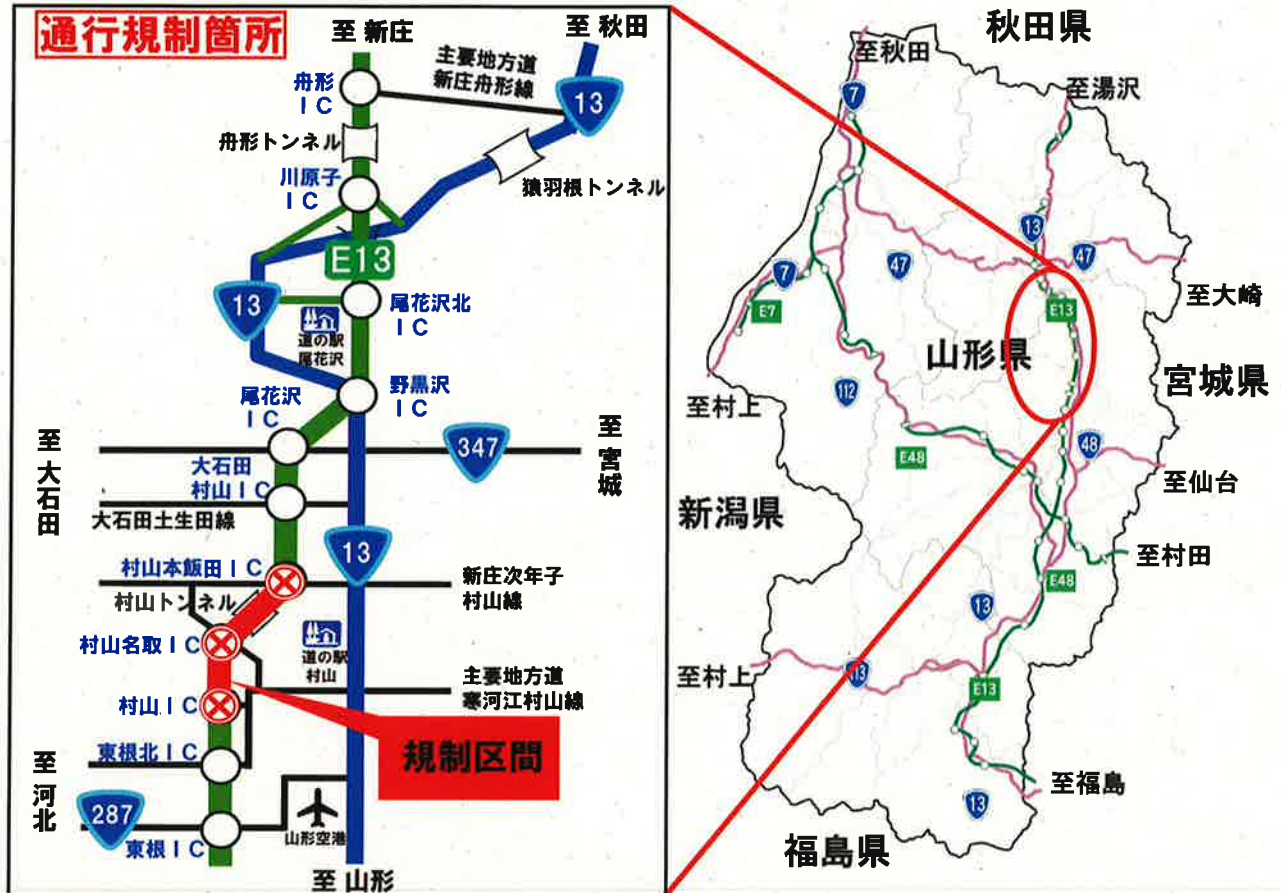 通行規制箇所
至 新庄
至 秋田
主要地方道
新庄舟形線
舟形
IC
13
舟形トンネル
猿羽根トンネル
川原子
IC
E13
13
尾花沢北
IC
道の駅
尾花沢
尾花沢
IC
野黒沢
IC
至 大石田
347
至 宮城
大石田
村山IC
大石田土生田線
13
村山本飯田IC
新庄次年子
村山線
村山トンネル
村山名取IC
道の駅
村山
主要地方道
寒河江村山線
村山IC
規制区間
東根北IC
至 河北
287
山形空港
東根IC
至 山形
秋田県
至秋田
至湯沢
7
13
47
47
7
至大崎
E7
E13
山形県
宮城県
112
至村上
48
E48
至仙台
新潟県
至村田
E48
13
至村上
113
E13
至福島
13
福島県